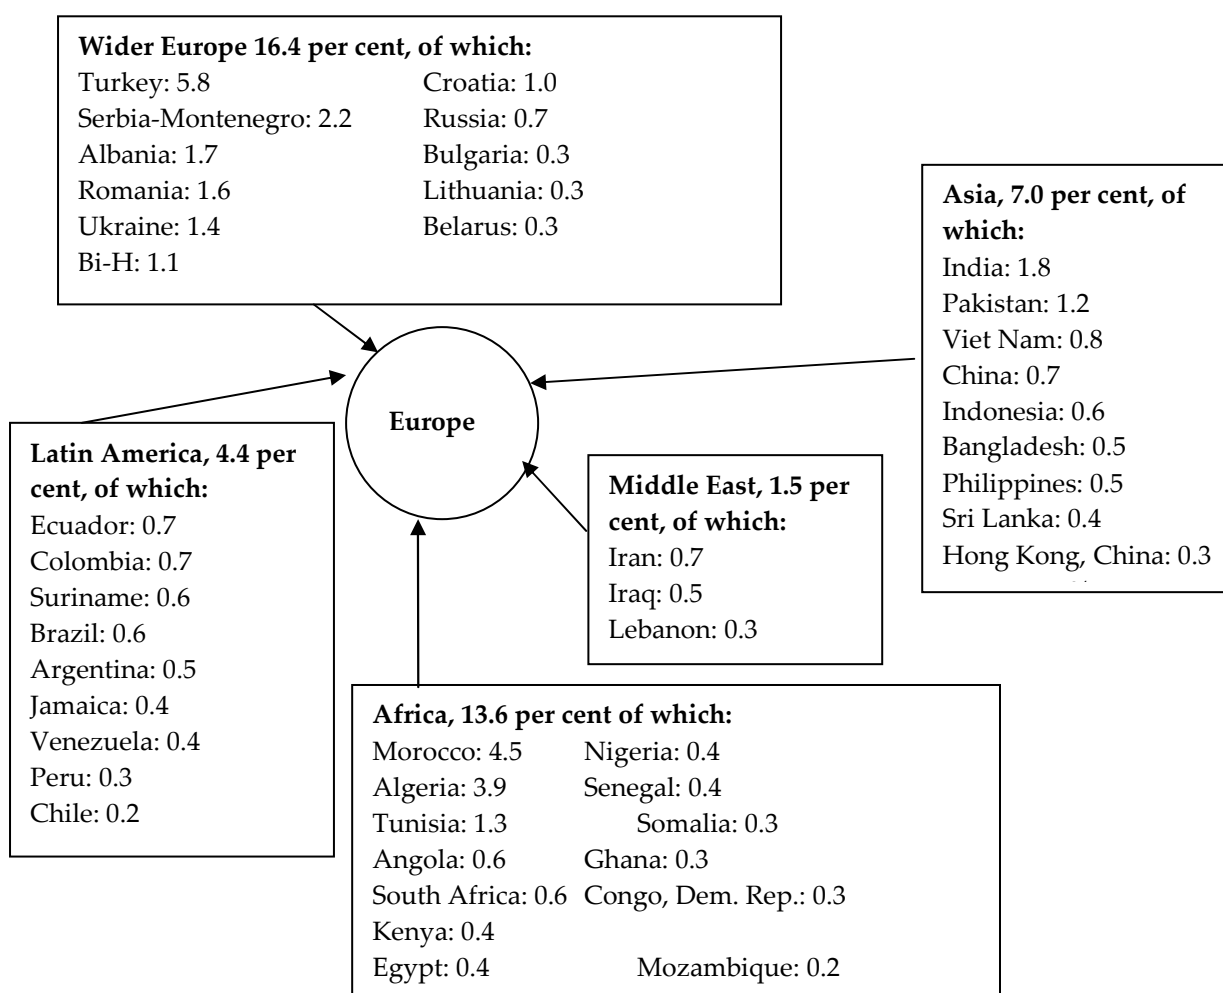 Wider Europe 16.4 per cent, of which:
Turkey: 5.8 Croatia: 1.0
Serbia-Montenegro: 2.2 Russia: 0.7
Albania: 1.7 Bulgaria: 0.3
Romania: 1.6 Lithuania: 0.3
Ukraine: 1.4 Belarus: 0.3
Bi-H: 1.1
Asia, 7.0 per cent, of
which:
India: 1.8
Pakistan: 1.2
Viet Nam: 0.8
China: 0.7
Indonesia: 0.6
Bangladesh: 0.5
Philippines: 0.5
Sri Lanka: 0.4
Hong Kong, China: 0.3
Europe
Latin America, 4.4 per
cent, of which:
Ecuador: 0.7
Colombia: 0.7
Suriname: 0.6
Brazil: 0.6
Argentina: 0.5
Jamaica: 0.4
Venezuela: 0.4
Peru: 0.3
Chile: 0.2
Middle East, 1.5 per
cent, of which:
Iran: 0.7
Iraq: 0.5
Lebanon: 0.3
Africa, 13.6 per cent of which:
Morocco: 4.5 Nigeria: 0.4
Algeria: 3.9 Senegal: 0.4
Tunisia: 1.3 Somalia: 0.3
Angola: 0.6 Ghana: 0.3
South Africa: 0.6 Congo, Dem. Rep.: 0.3
Kenya: 0.4
Egypt: 0.4 Mozambique: 0.2